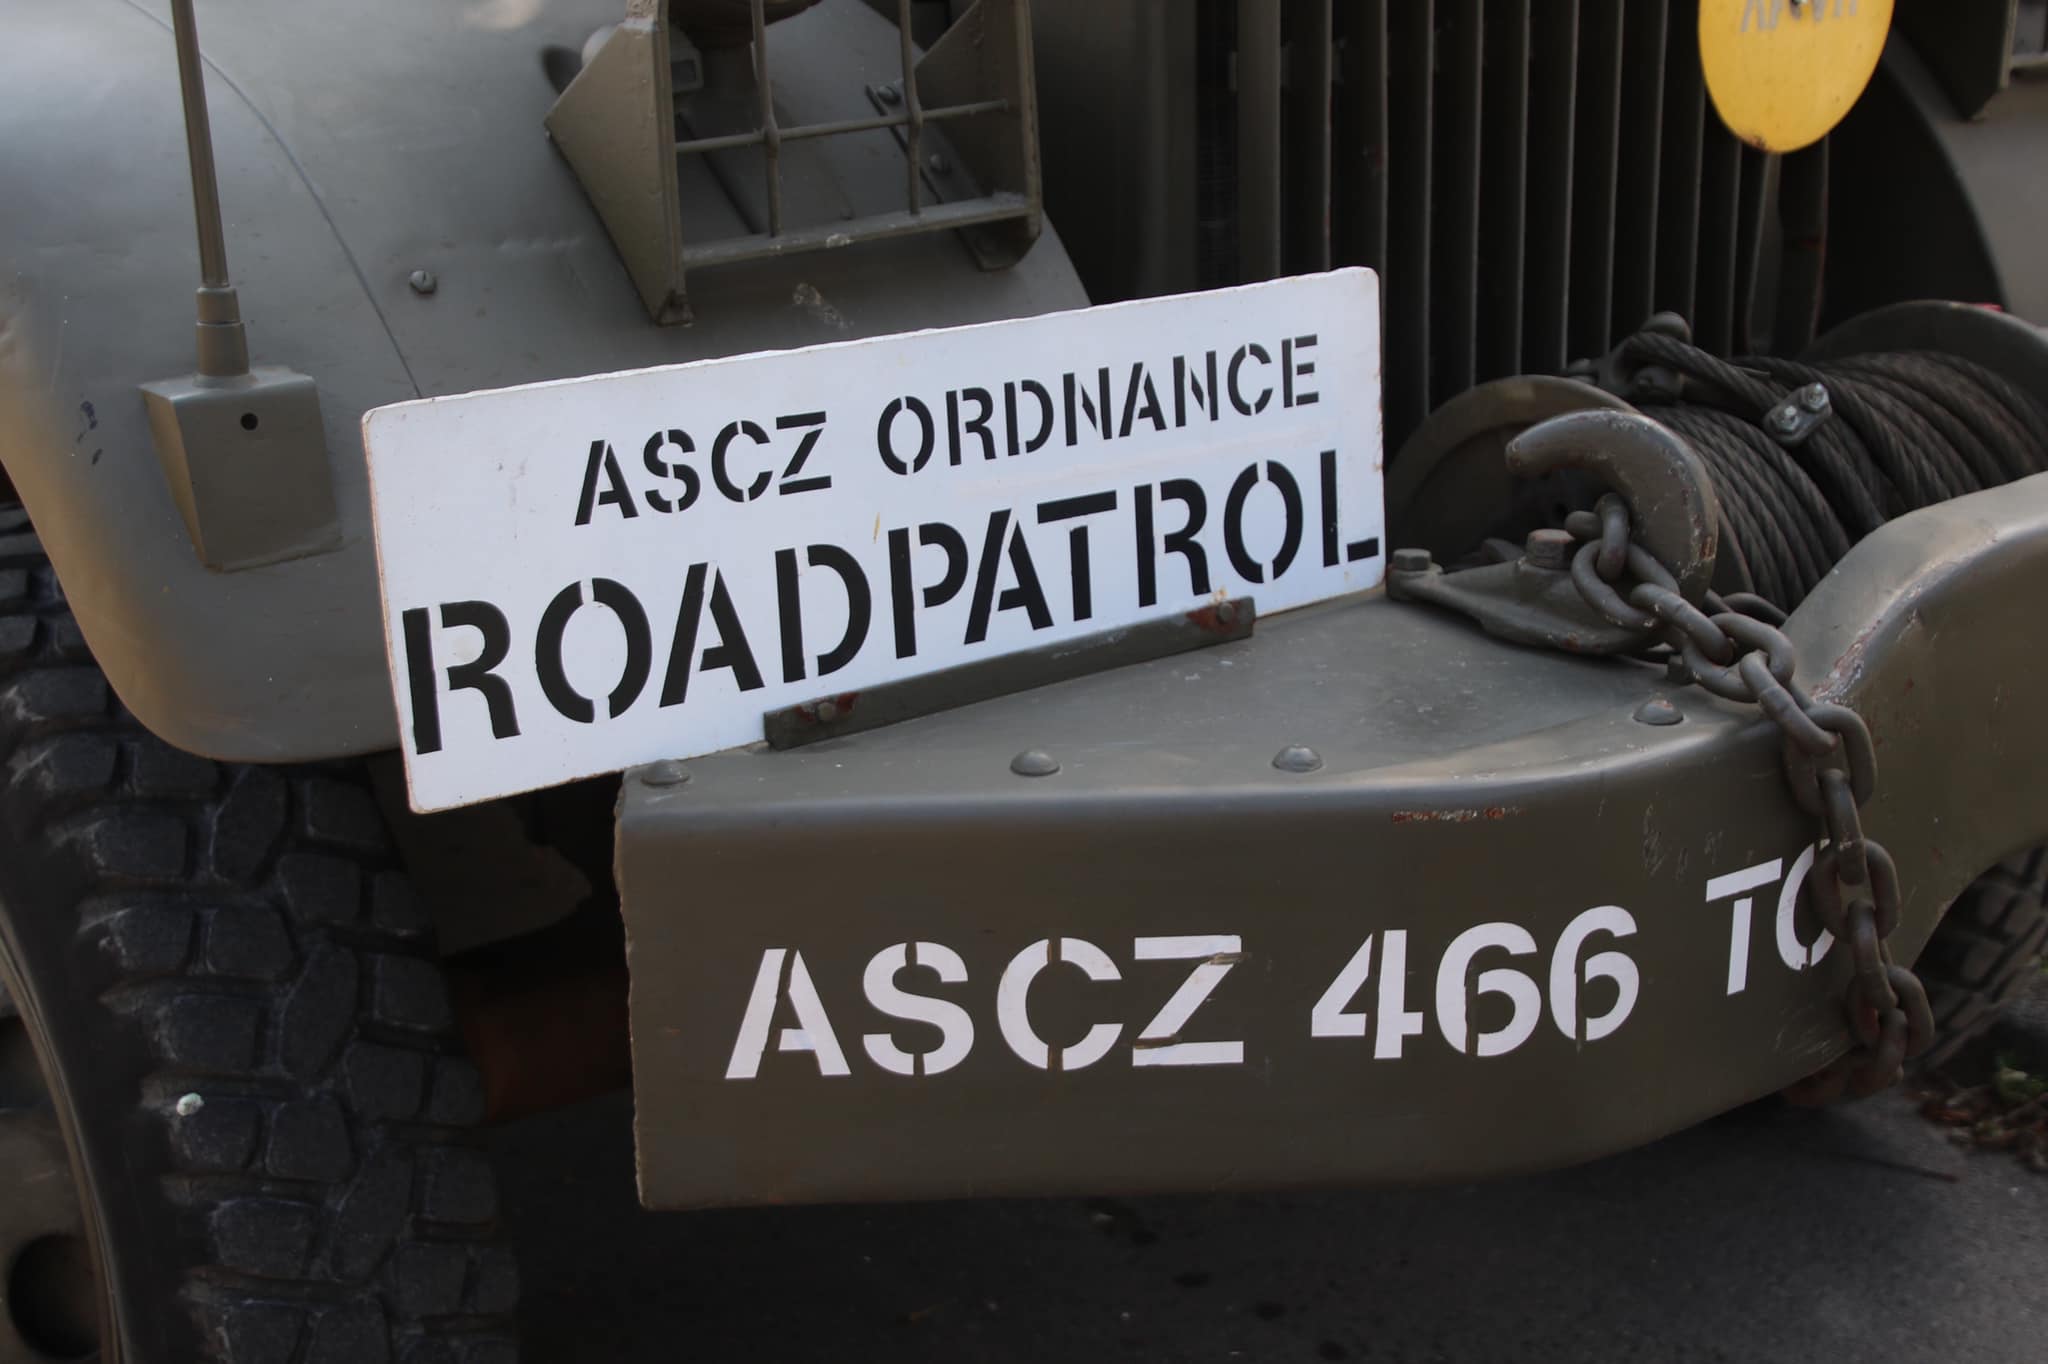 ASCZ ORDNANCE
ROADPATROL
ASCZ 466 TC